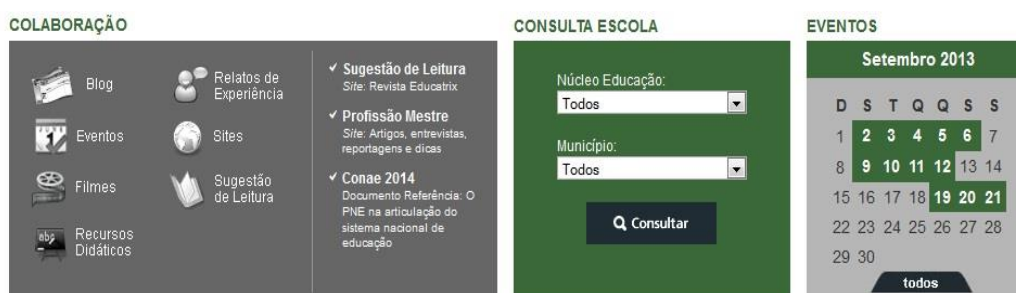 COLABORAÇÃO
Blog
Eventos
Filmes
abç
Recursos
Didáticos
Relatos de
Experiência
Sites
Sugestão
de Leitura
✓ Sugestão de Leitura
Site: Revista Educatrix
✓ Profissão Mestre
Site: Artigos, entrevistas,
reportagens e dicas
✓ Conae 2014
Documento Referência: O
PNE na articulação do
sistema nacional de
educação
CONSULTA ESCOLA
Núcleo Educação:
Todos
Município:
Todos
Consultar
EVENTOS
Setembro 2013
D S T Q Q S S
1 2 3 4 5 6 7
8 9 10 11 12 13 14
15 16 17 18 19 20 21
22 23 24 25 26 27 28
29 30
todos